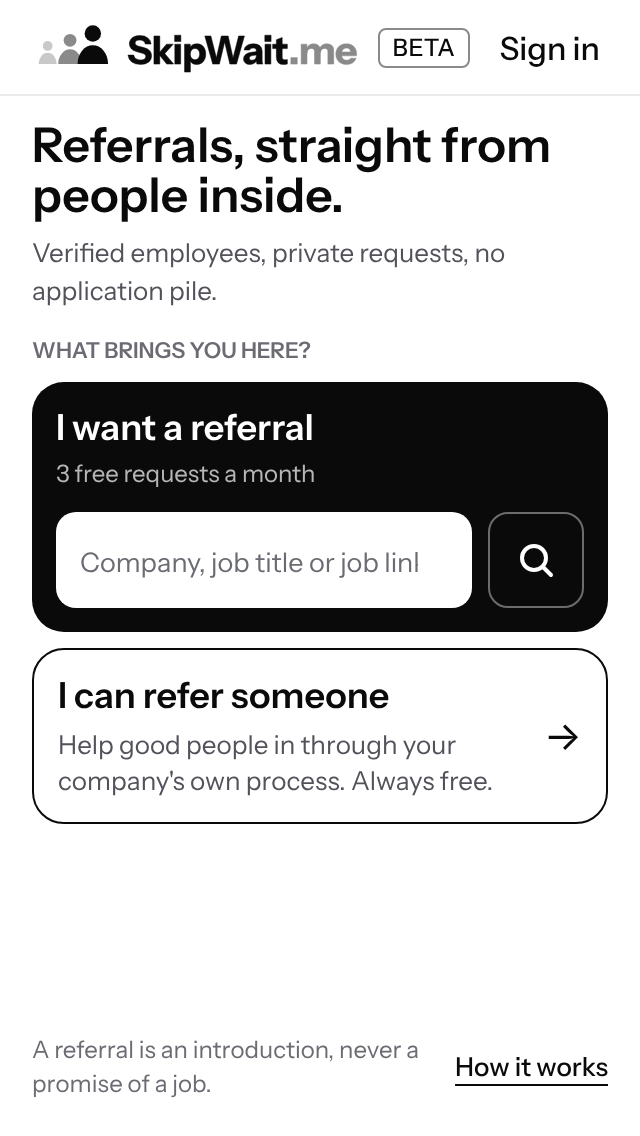 SkipWait.me
BETA
Sign in
Referrals, straight from
people inside.
Verified employees, private requests, no
application pile.
WHAT BRINGS YOU HERE?
I want a referral
3 free requests a month
Company, job title or job link
I can refer someone
Help good people in through your
company's own process. Always free.
A referral is an introduction, never a
promise of a job.
How it works